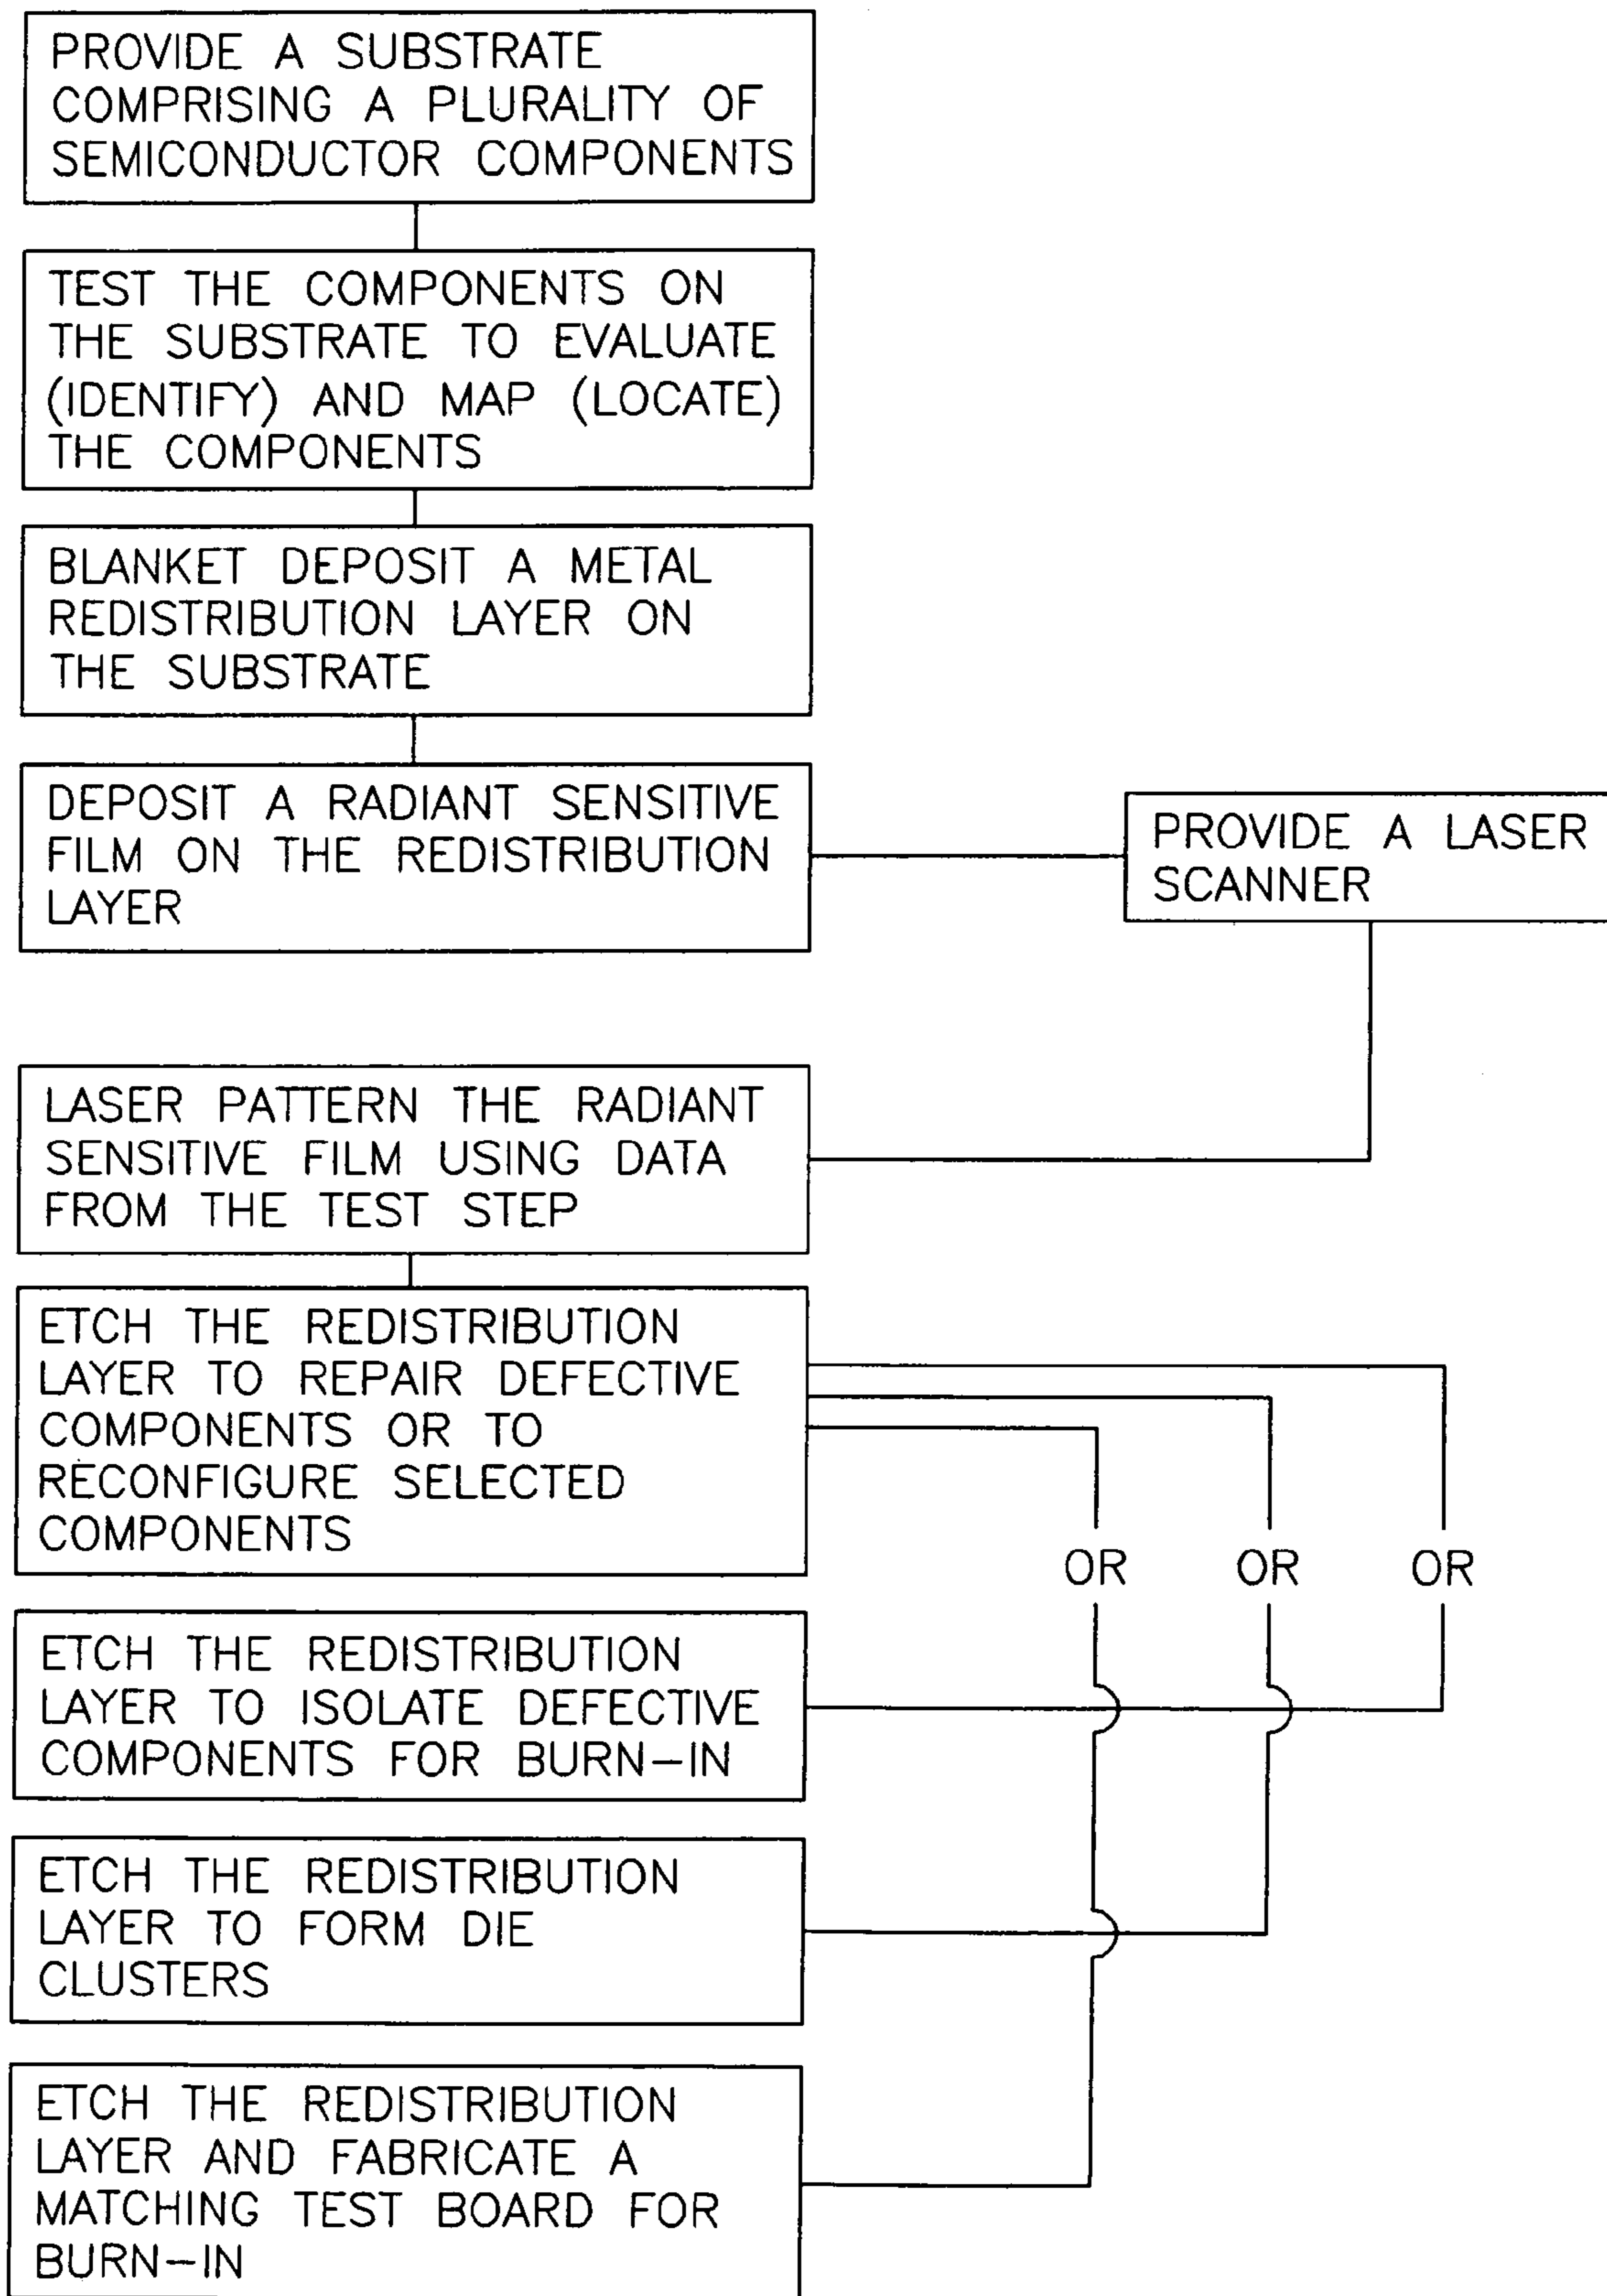 PROVIDE A SUBSTRATE
COMPRISING A PLURALITY OF
SEMICONDUCTOR COMPONENTS
TEST THE COMPONENTS ON
THE SUBSTRATE TO EVALUATE
(IDENTIFY) AND MAP (LOCATE)
THE COMPONENTS
BLANKET DEPOSIT A METAL
REDISTRIBUTION LAYER ON
THE SUBSTRATE
DEPOSIT A RADIANT SENSITIVE
FILM ON THE REDISTRIBUTION
LAYER
PROVIDE A LASER
SCANNER
LASER PATTERN THE RADIANT
SENSITIVE FILM USING DATA
FROM THE TEST STEP
ETCH THE REDISTRIBUTION
LAYER TO REPAIR DEFECTIVE
COMPONENTS OR TO
RECONFIGURE SELECTED
COMPONENTS
OR OR OR
ETCH THE REDISTRIBUTION
LAYER TO ISOLATE DEFECTIVE
COMPONENTS FOR BURN-IN
ETCH THE REDISTRIBUTION
LAYER TO FORM DIE
CLUSTERS
ETCH THE REDISTRIBUTION
LAYER AND FABRICATE A
MATCHING TEST BOARD FOR
BURN-IN